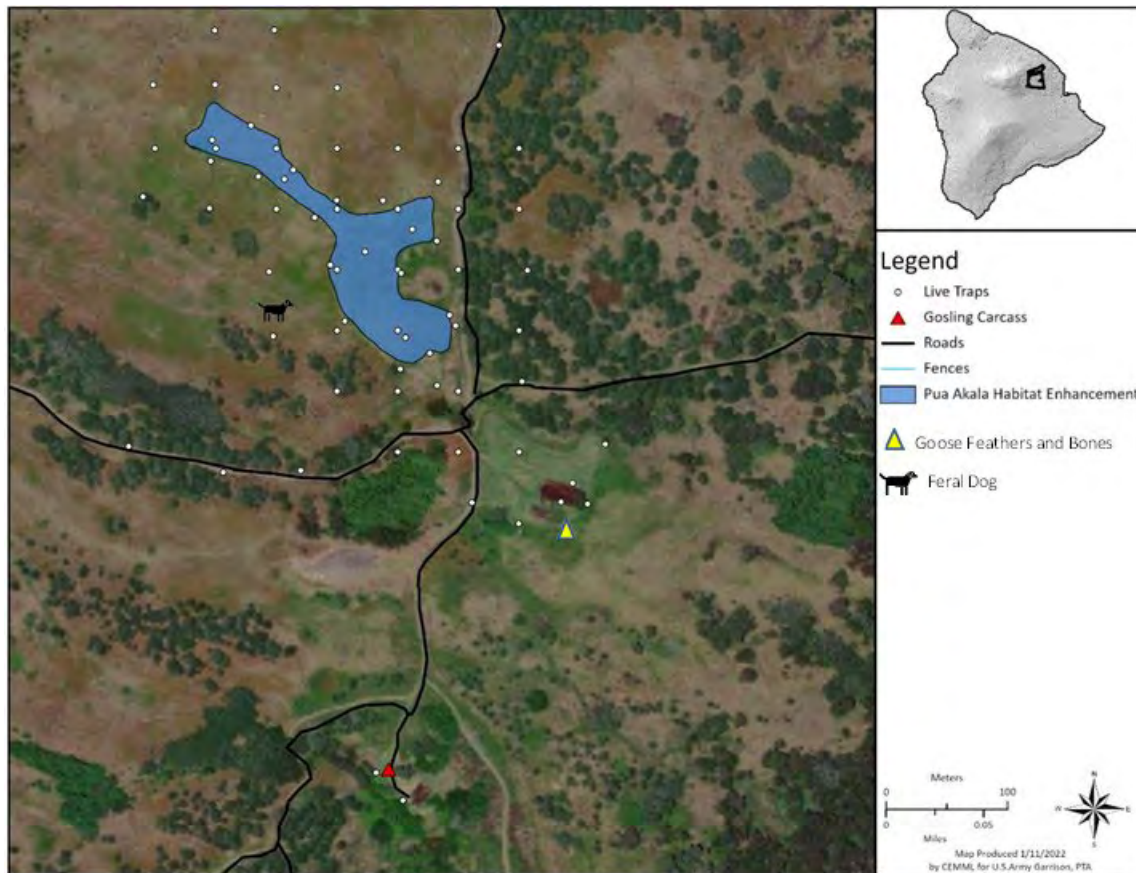 Legend
Live Traps
Gosling Carcass
Roads
Fences
Pua Akala Habitat Enhancement
Goose Feathers and Bones
Feral Dog
Meters
0 100
0 0.05
Miles
N
W E
S
Map Produced 1/11/2022
by CEMML for U.S.Army Garrison, PTA